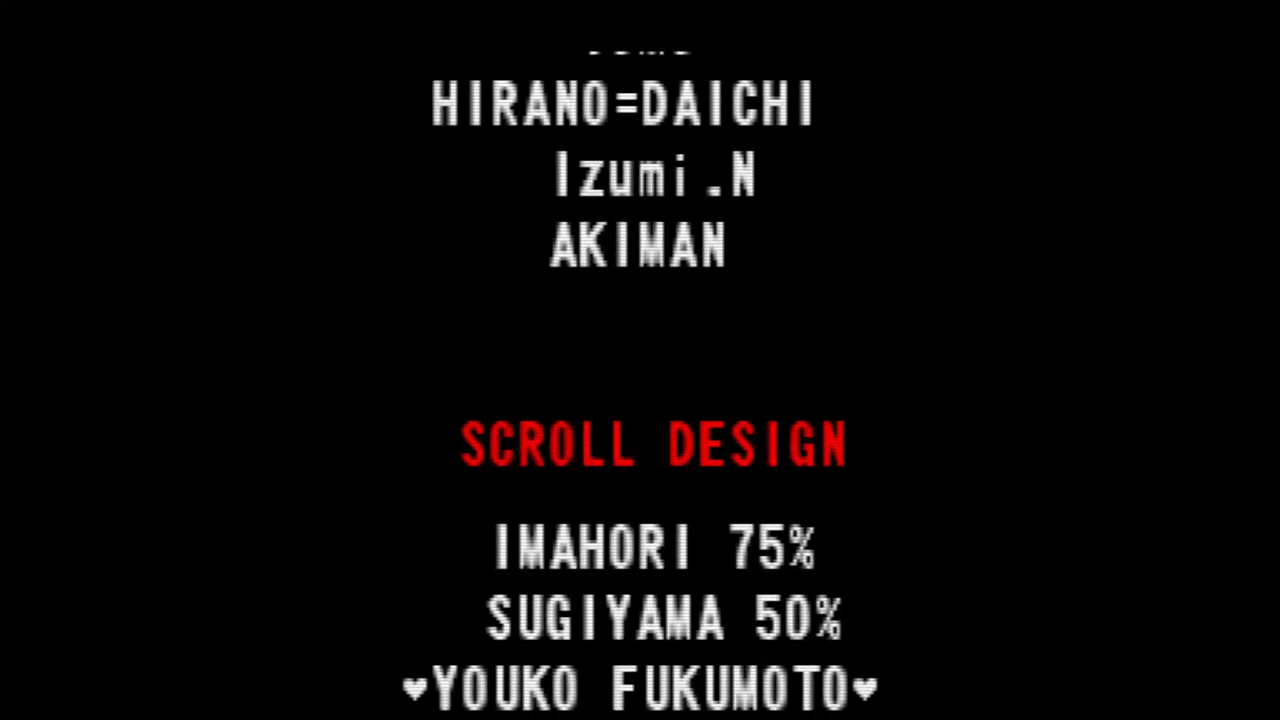 HIRANO=DAICHI
Izumi.N
AKIMAN
SCROLL DESIGN
IMAHORI 75%
SUGIYAMA 50%
♥YOUKO FUKUMOTO♥